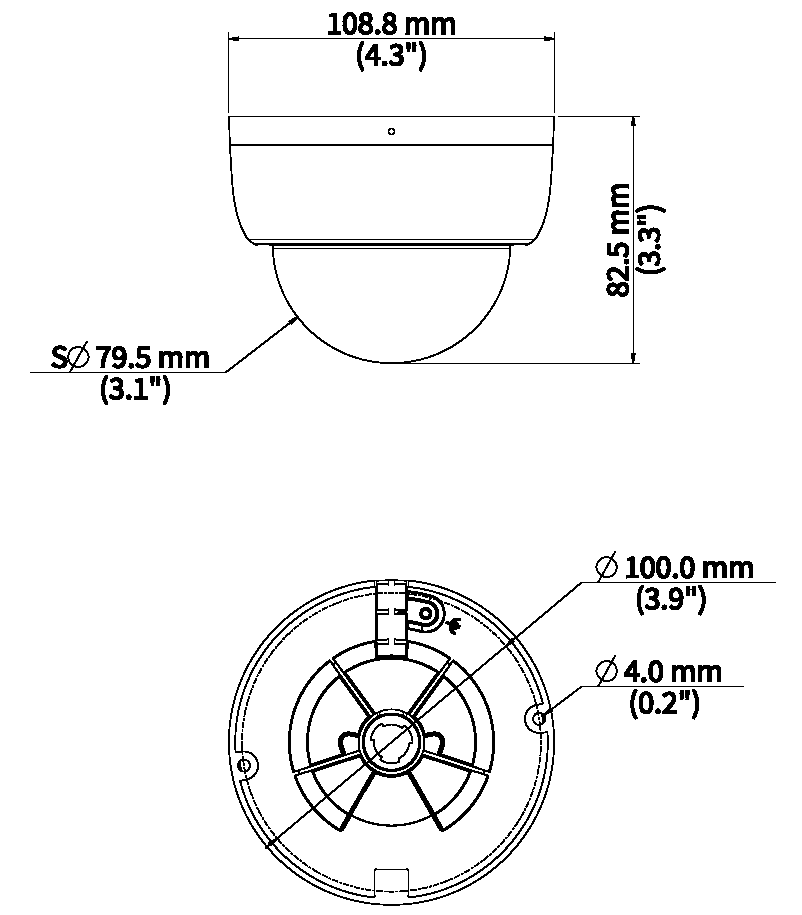 108.8 mm
(4.3")
82.5 mm
(3.3")
S∅ 79.5 mm
(3.1")
∅ 100.0 mm
(3.9")
∅ 4.0 mm
(0.2")